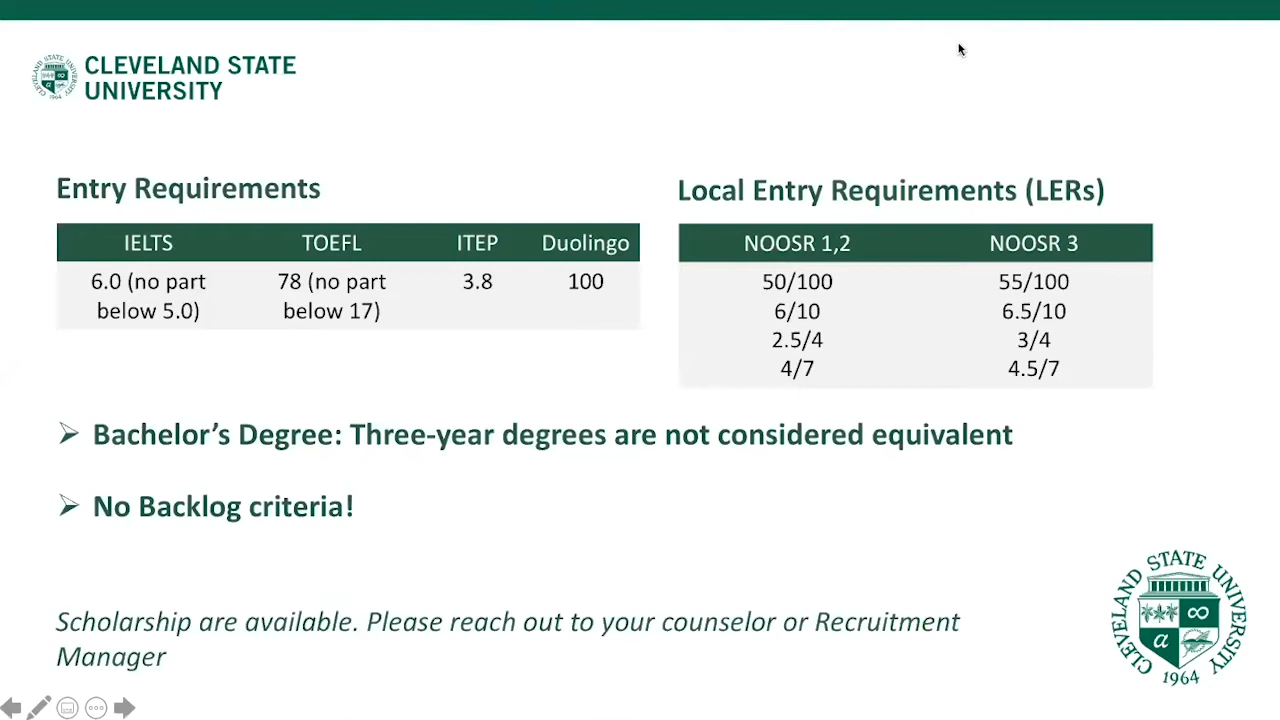 CLEVELAND STATE
UNIVERSITY
CLEVELAND STATE UNIVERSITY
1964
Entry Requirements
IELTS TOEFL ITEP Duolingo
6.0 (no part 78 (no part 3.8 100
below 5.0) below 17)
Local Entry Requirements (LERs)
NOOSR 1,2 NOOSR 3
50/100 55/100
6/10 6.5/10
2.5/4 3/4
4/7 4.5/7
Bachelor's Degree: Three-year degrees are not considered equivalent
No Backlog criteria!
Scholarship are available. Please reach out to your counselor or Recruitment
Manager
CLEVELAND STATE UNIVERSITY
∞
a
1964